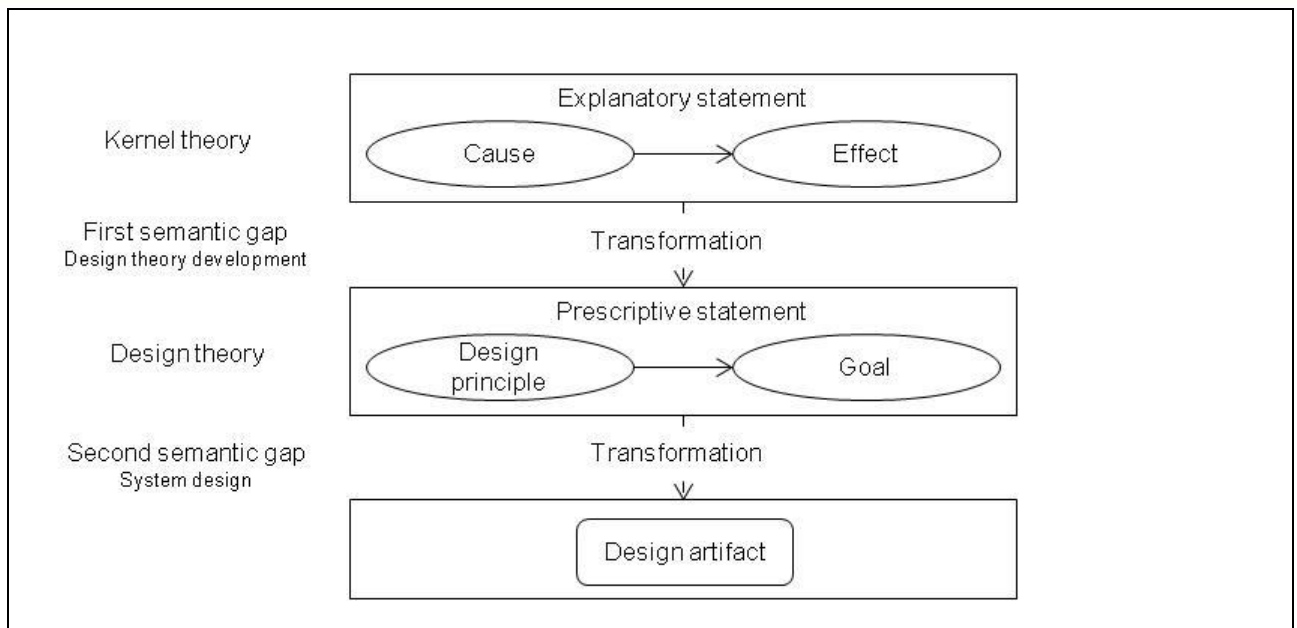 Explanatory statement
Kernel theory
Cause
Effect
First semantic gap
Design theory development
Transformation
Prescriptive statement
Design theory
Design
principle
Goal
Second semantic gap
System design
Transformation
Design artifact